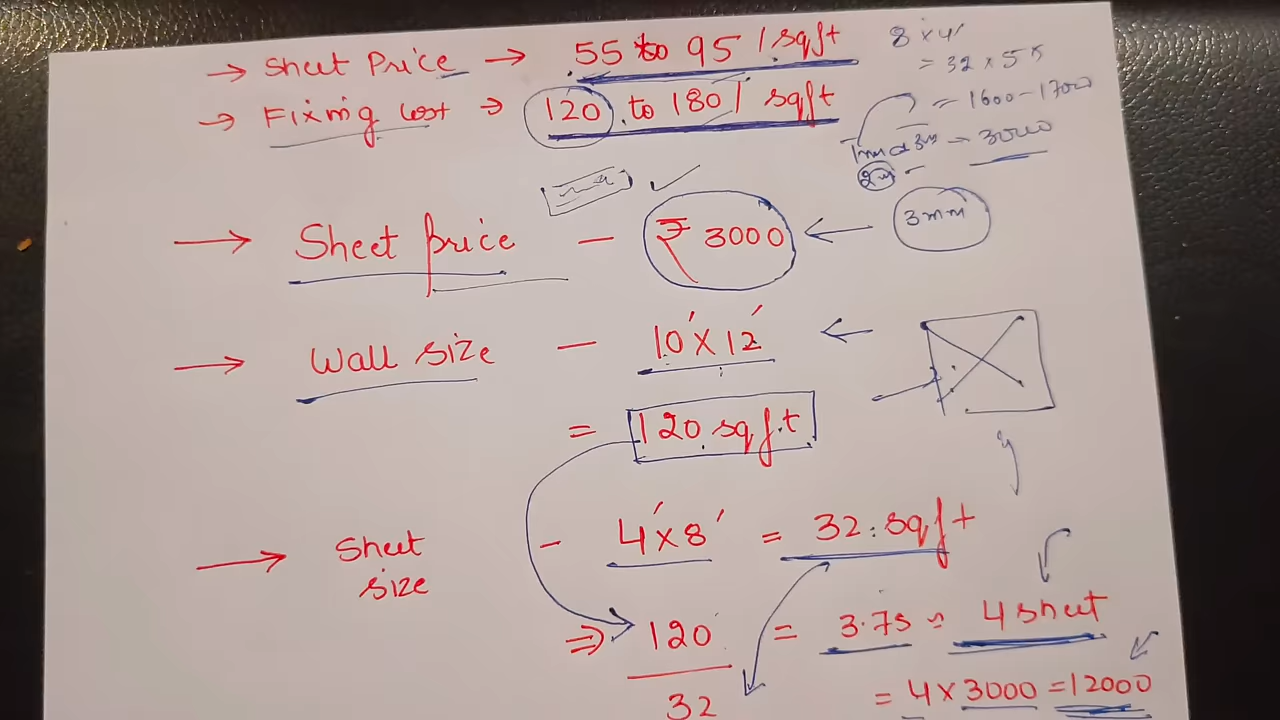 → Sheet Price → 55 to 95 / sqft
→ Fixing cost → 120 to 180 / sqft
8 x 4'
= 32 x 55
= 1600 - 1700
- 3000
→ Sheet price - ₹ 3000 ← 3mm
→ Wall size - 10' x 12' ←
= 120 sqft
→ Sheet size - 4' x 8' = 32 sqft
⇒ 120 / 32 = 3.75 ≈ 4 sheet
= 4 x 3000 = 12000